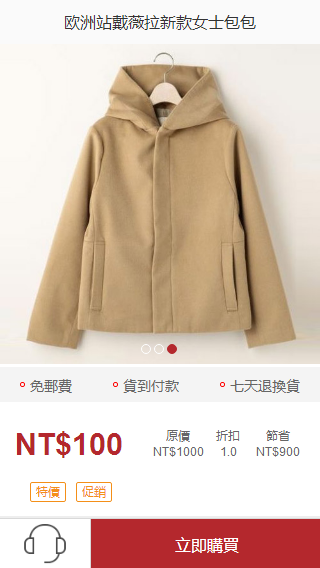 欧洲站戴薇拉新款女士包包
免郵費 貨到付款 七天退換貨
NT$100
原價 折扣 節省
NT$1000 1.0 NT$900
特價 促銷
立即購買